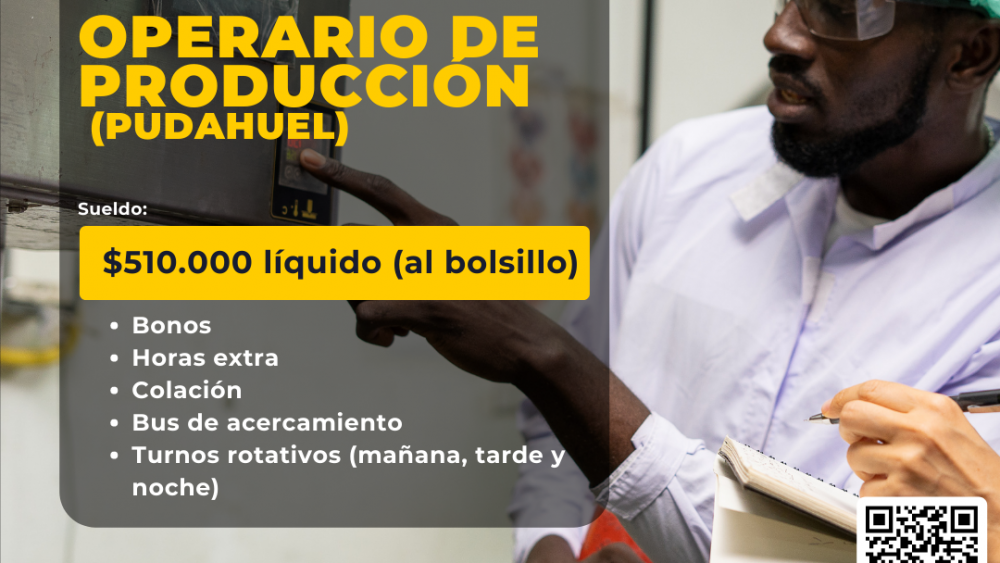 OPERARIO DE
PRODUCCIÓN
(PUDAHUEL)
Sueldo:
$510.000 líquido (al bolsillo)
• Bonos
• Horas extra
• Colación
• Bus de acercamiento
• Turnos rotativos (mañana, tarde y
noche)